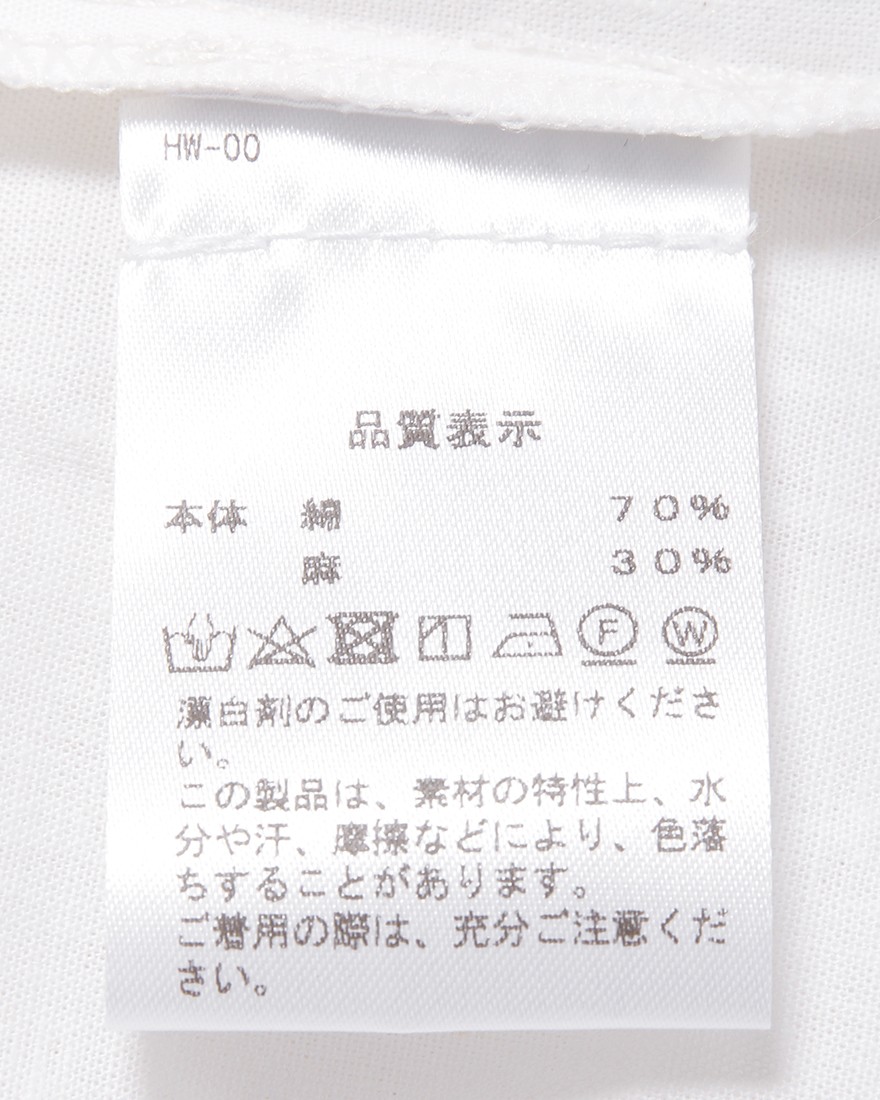 HW-00
品質表示
本体 綿 70%
麻 30%
F W
漂白剤のご使用はお避けくださ
い。
この製品は、素材の特性上、水
分や汗、摩擦などにより、色落
ちすることがあります。
ご着用の際は、充分ご注意くだ
さい。